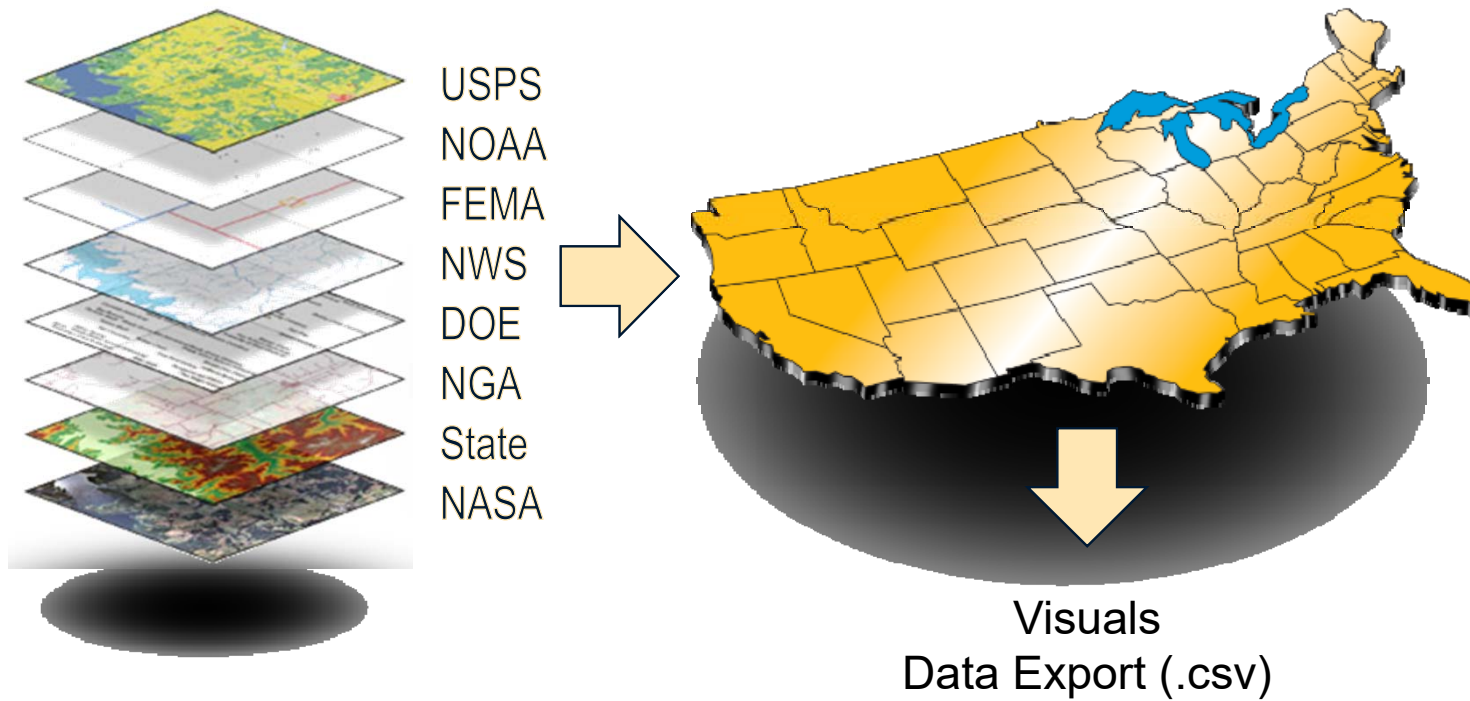 USPS
NOAA
FEMA
NWS
DOE
NGA
State
NASA
Visuals
Data Export (.csv)